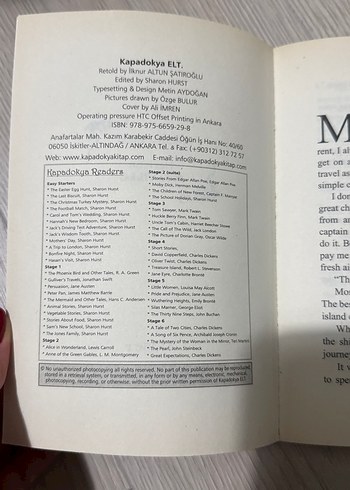 Kapadokya ELT.
Retold by İlknur ALTUN ŞATIROĞLU
Edited by Sharon HURST
Typesetting & Design Metin AYDOĞAN
Pictures drawn by Özge BULUR
Cover by Ali İMREN
Operating pressure HTC Offset Printing in Ankara
ISBN: 978-975-6659-29-8
Anafartalar Mah. Kazım Karabekir Caddesi Öğün İş Hanı No: 40/68
06050 İskitler-ALTINDAĞ / ANKARA Tel. & Fax: (+90312) 312 72 57
Web: www.kapadokyakitap.com E-mail: info@kapadokyakitap.com
Kapadokya Readers
Easy Starters
* The Easter Egg Hunt, Sharon Hurst
* The Lost Biscuit, Sharon Hurst
* The Christmas Turkey Mystery, Sharon Hurst
* The Football Match, Sharon Hurst
* Carol and Tom's Wedding, Sharon Hurst
* Hannah's New Bedroom, Sharon Hurst
* Jack's Driving Test Adventure, Sharon Hurst
* Jack's Wisdom Tooth, Sharon Hurst
* Mothers' Day, Sharon Hurst
* A Trip to London, Sharon Hurst
* Bonfire Night, Sharon Hurst
* Haven's Visit, Sharon Hurst
Stage 1
* The Phoenix Bird and Other Tales, R. A. Green
* Gulliver's Travels, Jonathan Swift
* Persuasion, Jane Austen
* Peter Pan, James Matthew Barrie
* The Mermaid and Other Tales, Hans C. Andersen
* Animal Stories, Sharon Hurst
* Vegetable Stories, Sharon Hurst
* Stories About Food, Sharon Hurst
* Sam's New School, Sharon Hurst
* The Jones Family, Sharon Hurst
Stage 2
* Alice in Wonderland, Lewis Carroll
* Anne of the Green Gables, L. M. Montgomery
Stage 2 (suite)
* Stories From Edgar Allan Poe, Edgar Allan Poe
* Moby Dick, Herman Melville
* The Children of New Forest, Captain F. Marryat
* The School Holidays, Sharon Hurst
Stage 3
* Tom Sawyer, Mark Twain
* Huckle Berry Finn, Mark Twain
* Uncle Tom's Cabin, Harriet Beecher Stowe
* The Call of The Wild, Jack London
* The Picture of Dorian Gray, Oscar Wilde
Stage 4
* Short Stories,
* David Copperfield, Charles Dickens
* Oliver Twist, Charles Dickens
* Treasure Island, Robert L. Stevenson
* Jane Eyre, Charlotte Brontë
Stage 5
* Little Women, Louisa May Alcott
* Pride and Prejudice, Jane Austen
* Wuthering Heights, Emily Brontë
* Silas Marner, George Eliot
* The Thirty Nine Steps, John Buchan
Stage 6
* A Tale of Two Cities, Charles Dickens
* A Song of Pence, Archibald Joseph Cronin
* The Mystery of the Woman in the Mirror,
* The Pearl, John Steinbeck
* Great Expectations, Charles Dickens
© No unauthorized photocopying all rights reserved. No part of this publication may be reproduced,
stored in a retrieval system, or transmitted, in any form or by any means, electronic, mechanical,
photocopying, recording, or otherwise, without the prior written permission of Kapadokya ELT.
M
rent, I al
get on a
travel as
simple c
I don
great ch
from an
captain
do it. B
pay me
fresh ai
"Th
Mos
The bes
island o
Wh
the shi
journey
It w
to spe